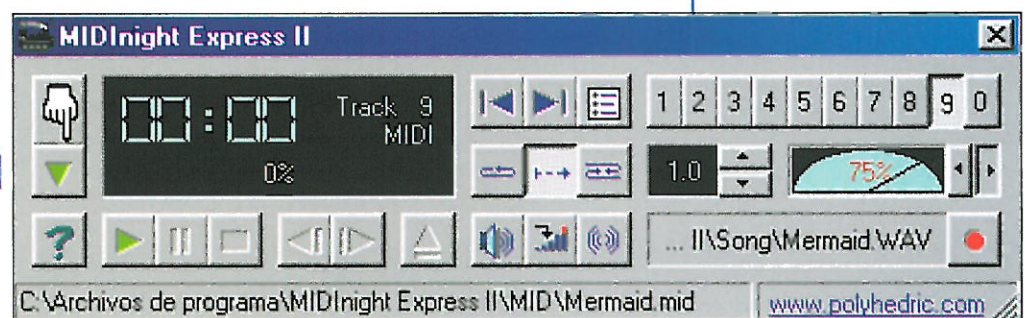 MIDInight Express II
00:00 Track 9
MIDI
0%
1 2 3 4 5 6 7 8 9 0
1.0 75%
?
... II\Song\Mermaid.WAV
C:\Archivos de programa\MIDInight Express II\MID\Mermaid.mid
www.polyhedric.com